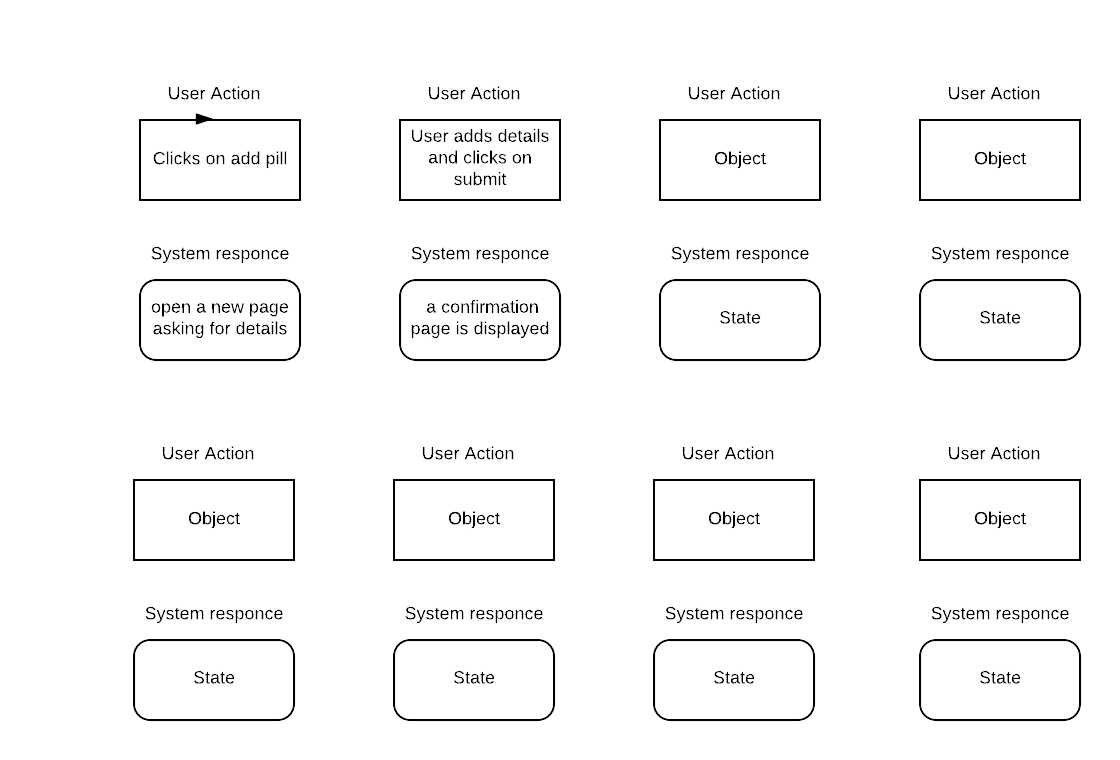 User Action
User Action
User Action
User Action
Clicks on add pill
User adds details
and clicks on
submit
Object
Object
System responce
System responce
System responce
System responce
open a new page
asking for details
a confirmation
page is displayed
State
State
User Action
User Action
User Action
User Action
Object
Object
Object
Object
System responce
System responce
System responce
System responce
State
State
State
State